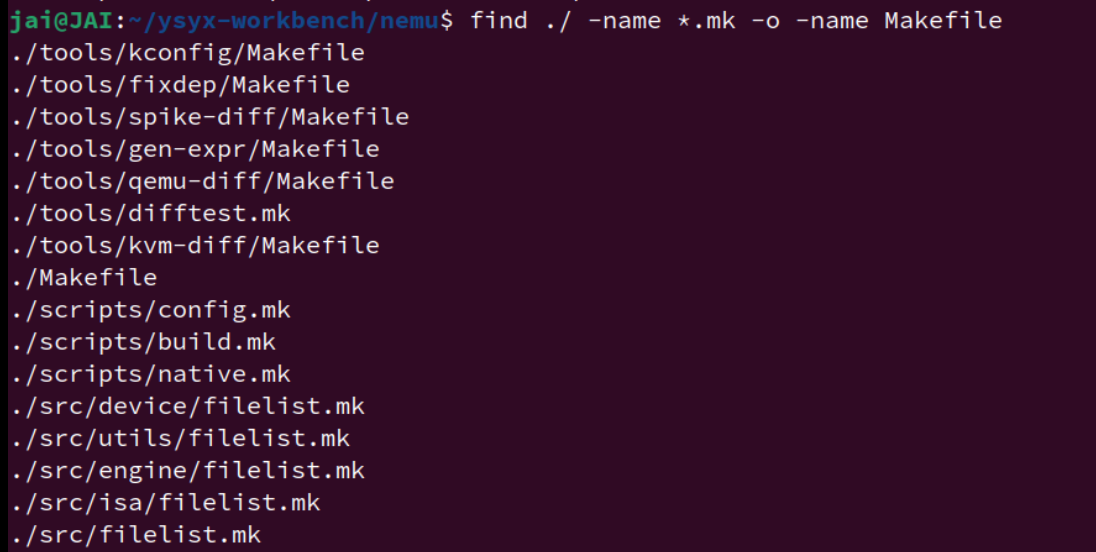 jai@JAI:~/ysyx-workbench/nemu$ find ./ -name *.mk -o -name Makefile
./tools/kconfig/Makefile
./tools/fixdep/Makefile
./tools/spike-diff/Makefile
./tools/gen-expr/Makefile
./tools/qemu-diff/Makefile
./tools/difftest.mk
./tools/kvm-diff/Makefile
./Makefile
./scripts/config.mk
./scripts/build.mk
./scripts/native.mk
./src/device/filelist.mk
./src/utils/filelist.mk
./src/engine/filelist.mk
./src/isa/filelist.mk
./src/filelist.mk